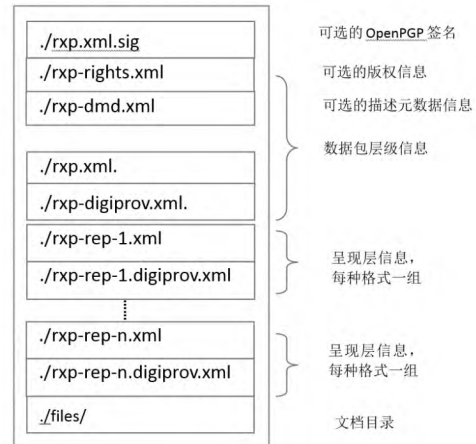 ./rxp.xml.sig 可选的 OpenPGP 签名
./rxp-rights.xml 可选的版权信息
./rxp-dmd.xml 可选的描述元数据信息
数据包层级信息
./rxp.xml.
./rxp-digiprov.xml.
./rxp-rep-1.xml
呈现层信息，
./rxp-rep-1.digiprov.xml 每种格式一组
./rxp-rep-n.xml
呈现层信息，
./rxp-rep-n.digiprov.xml 每种格式一组
./files/ 文档目录